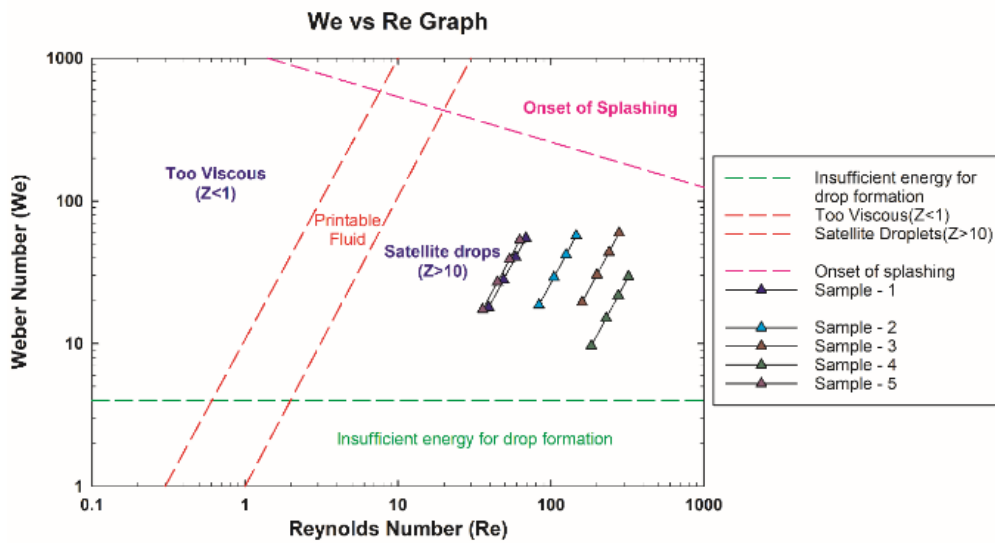 We vs Re Graph
Weber Number (We)
1000
100
10
1
0.1
1
10
100
1000
Reynolds Number (Re)
Onset of Splashing
Too Viscous
(Z<1)
Printable
Fluid
Satellite drops
(Z>10)
Insufficient energy for drop formation
Insufficient energy for
drop formation
Too Viscous(Z<1)
Satellite Droplets(Z>10)
Onset of splashing
Sample - 1
Sample - 2
Sample - 3
Sample - 4
Sample - 5